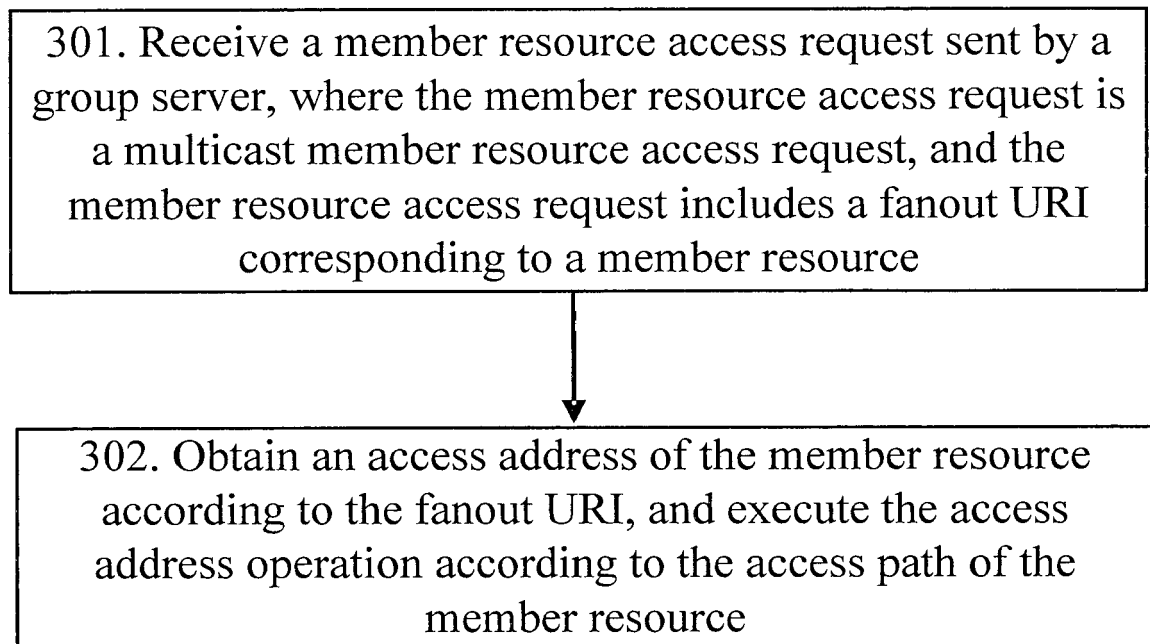 301. Receive a member resource access request sent by a
group server, where the member resource access request is
a multicast member resource access request, and the
member resource access request includes a fanout URI
corresponding to a member resource
302. Obtain an access address of the member resource
according to the fanout URI, and execute the access
address operation according to the access path of the
member resource